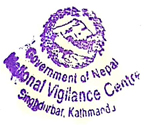 Government of Nepal
National Vigilance Centre
Singhdurbar, Kathmandu